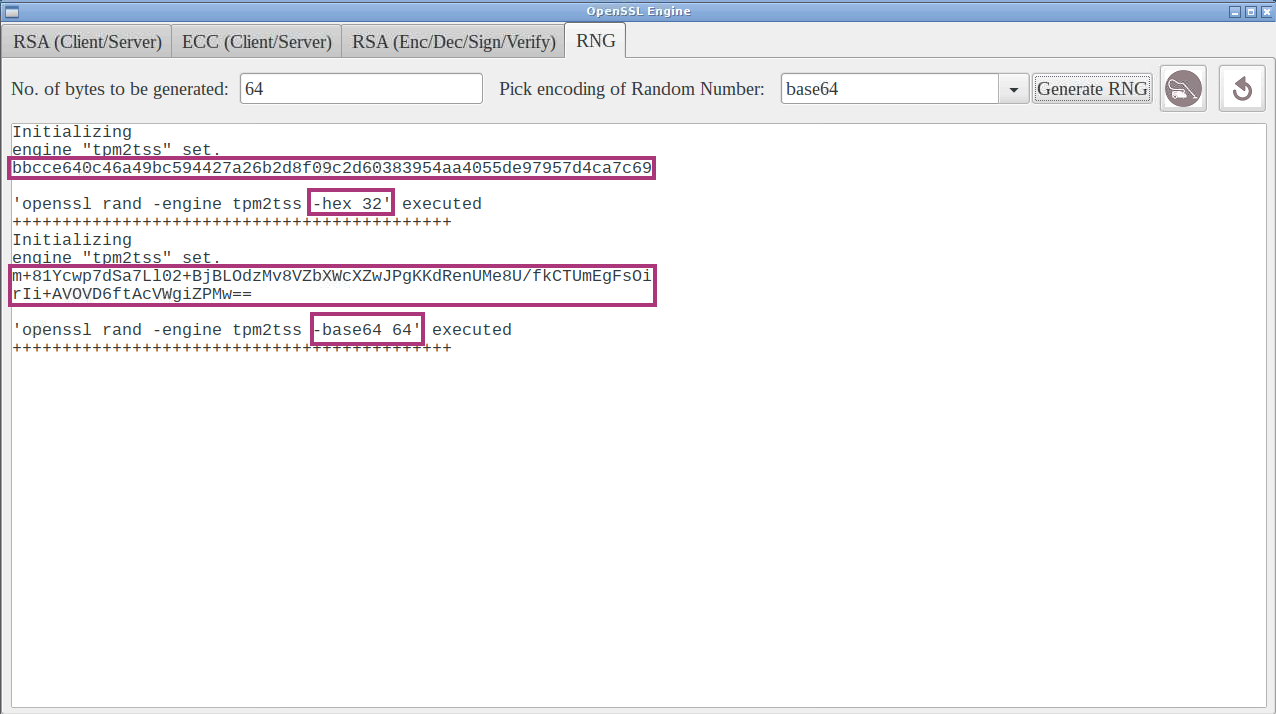 OpenSSL Engine
RSA (Client/Server) ECC (Client/Server) RSA (Enc/Dec/Sign/Verify) RNG
No. of bytes to be generated: 64 Pick encoding of Random Number: base64 Generate RNG
Initializing
engine "tpm2tss" set.
bbcce640c46a49bc594427a26b2d8f09c2d60383954aa4055de97957d4ca7c69
'openssl rand -engine tpm2tss -hex 32' executed
++++++++++++++++++++++++++++++++++++++++++++
Initializing
engine "tpm2tss" set.
m+81Ycwp7dSa7Ll02+BjBLOdzMv8VZbXWcXZwJPgKKdRenUMe8U/fkCTUmEgFsOi
rIi+AVOVD6ftAcVWgiZPMw==
'openssl rand -engine tpm2tss -base64 64' executed
++++++++++++++++++++++++++++++++++++++++++++